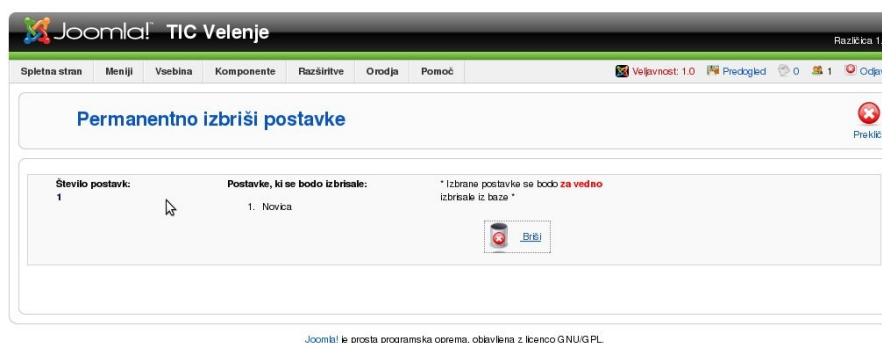 Joomla! TIC Velenje
Različica 1.
Spletna stran Meniji Vsebina Komponente Razširitve Orodja Pomoč Veljavnost: 1.0 Predogled 0 1
Permanentno izbriši postavke
Število postavk: Postavke, ki se bodo izbrisale: * Izbrane postavke se bodo za vedno
1 1. Novica izbrisale iz baze *
Briši
Joomla! je prosta programska oprema, objavljena z licenco GNU/GPL.